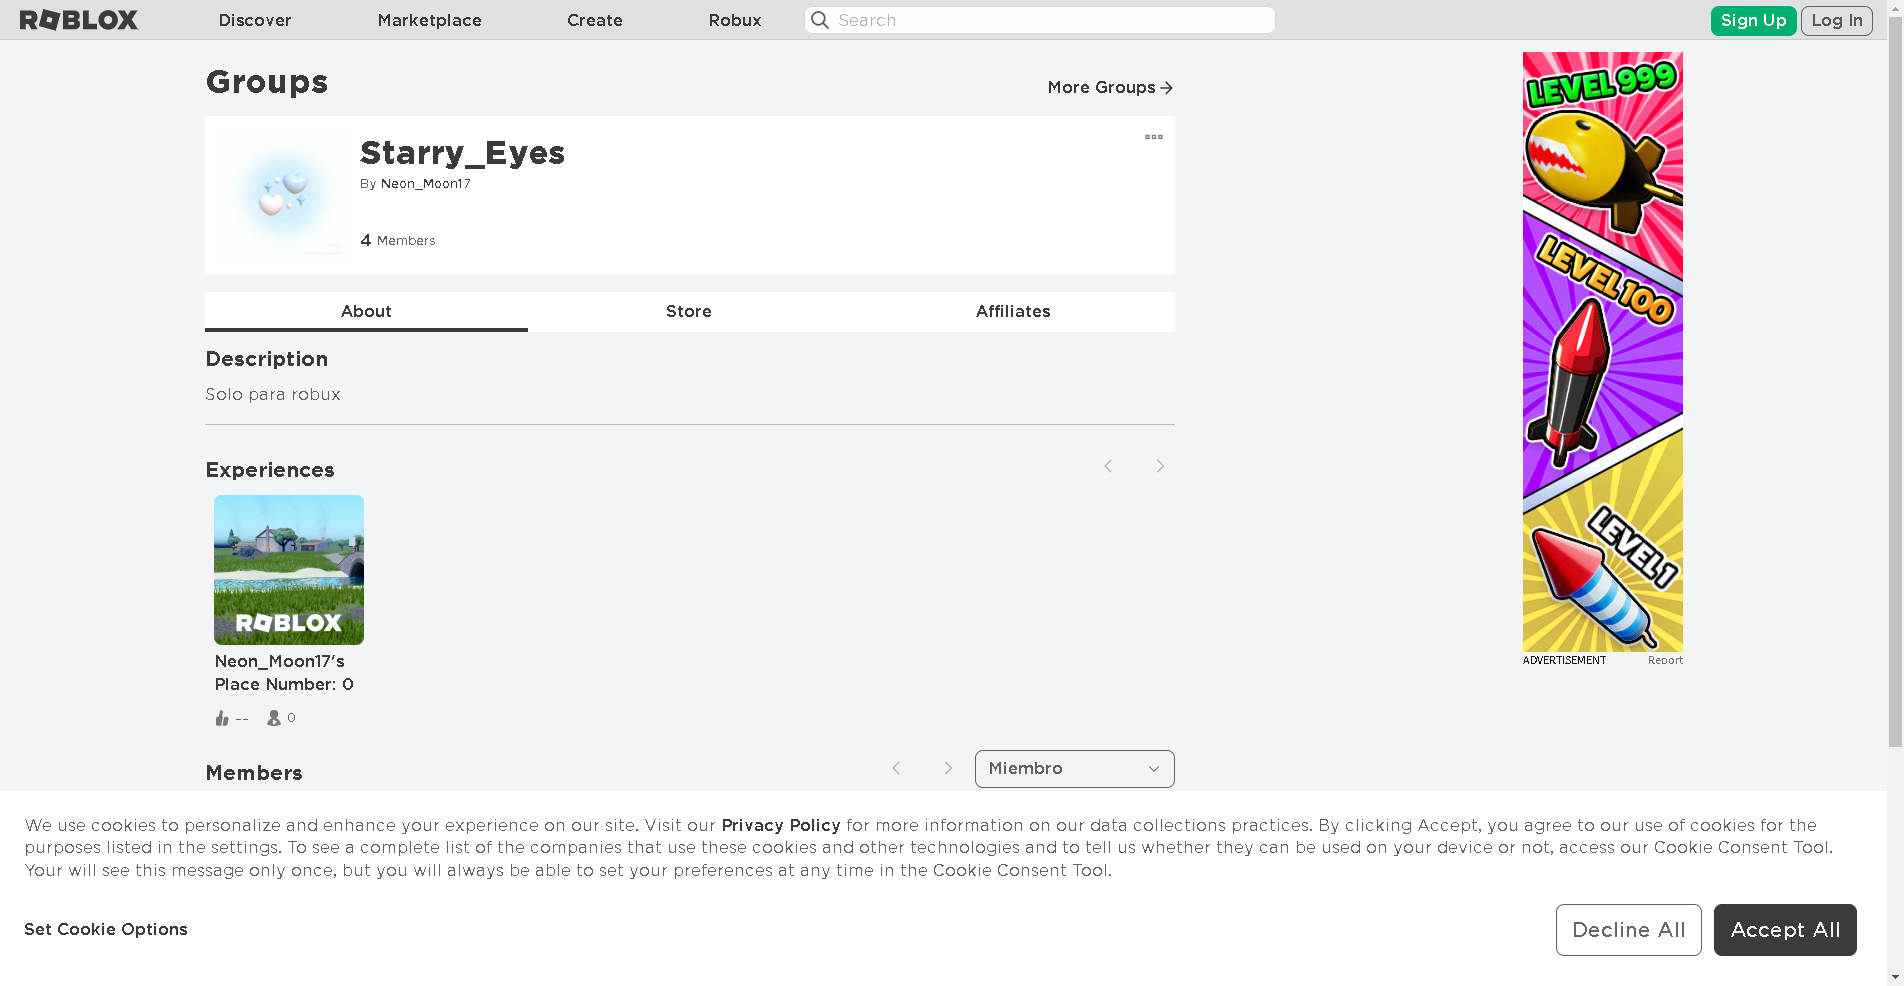 ROBLOX
Discover
Marketplace
Create
Robux
Search
Sign Up
Log In
Groups
More Groups
Starry_Eyes
By Neon_Moon17
4 Members
About
Store
Affiliates
Description
Solo para robux
Experiences
ROBLOX
Neon_Moon17's
Place Number: 0
--
0
Members
Miembro
LEVEL 999
LEVEL 100
LEVEL 1
ADVERTISEMENT
Report
We use cookies to personalize and enhance your experience on our site. Visit our Privacy Policy for more information on our data collections practices. By clicking Accept, you agree to our use of cookies for the
purposes listed in the settings. To see a complete list of the companies that use these cookies and other technologies and to tell us whether they can be used on your device or not, access our Cookie Consent Tool.
Your will see this message only once, but you will always be able to set your preferences at any time in the Cookie Consent Tool.
Set Cookie Options
Decline All
Accept All